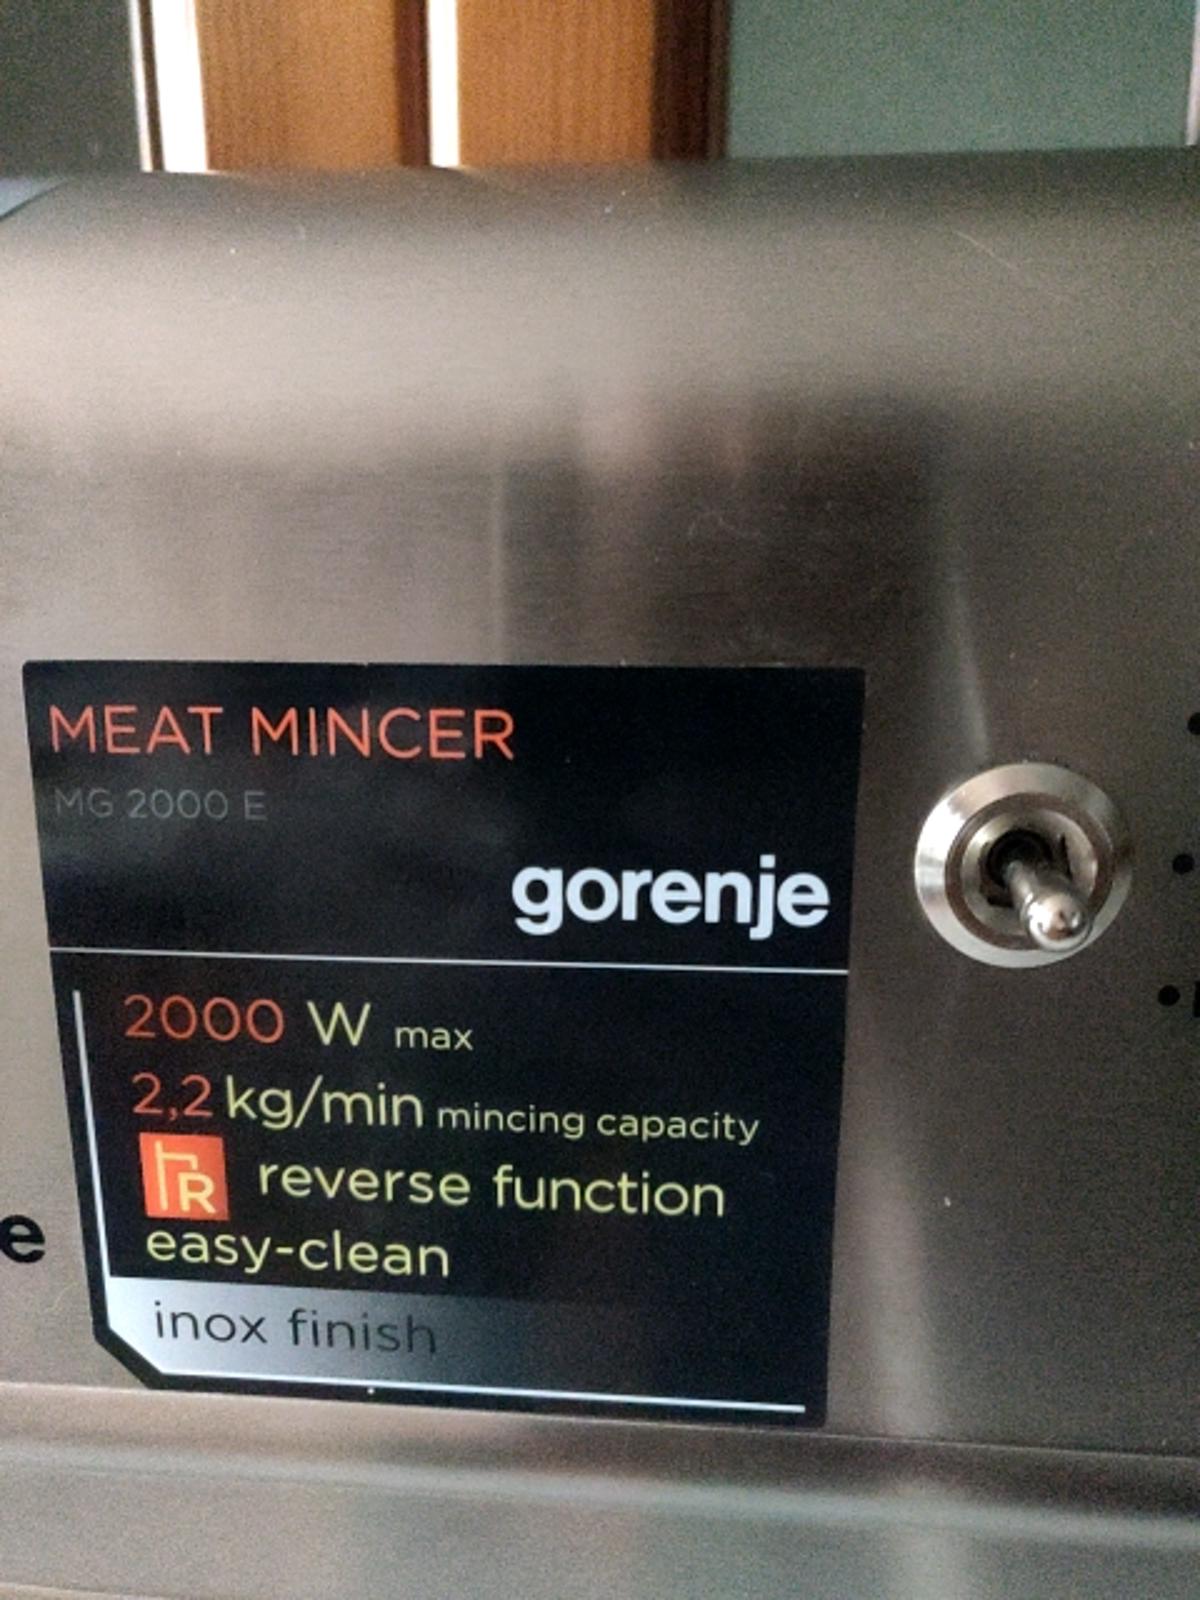 MEAT MINCER
MG 2000 E
gorenje
2000 W max
2,2 kg/min mincing capacity
R reverse function
easy-clean
inox finish
e